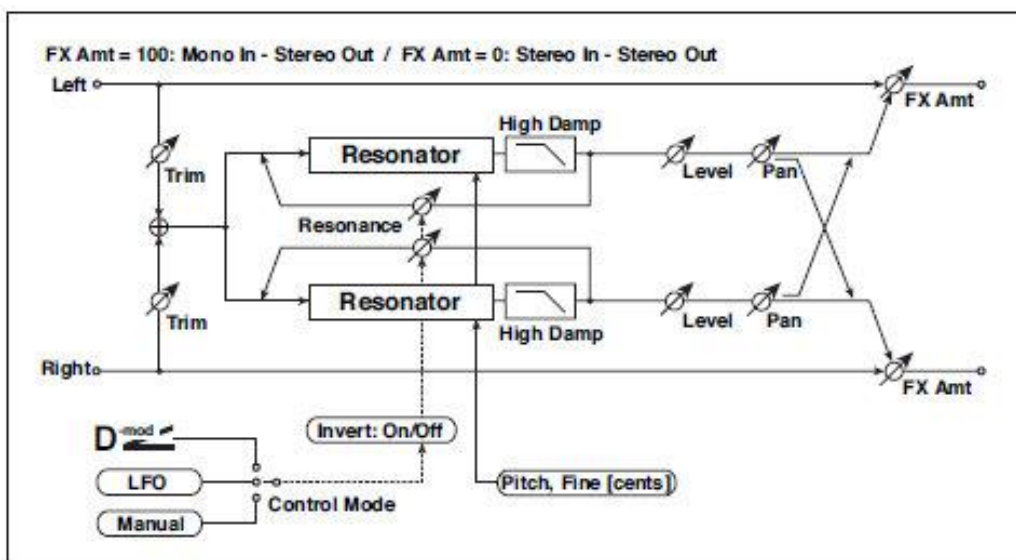 FX Amt = 100: Mono In - Stereo Out / FX Amt = 0: Stereo In - Stereo Out
Left
FX Amt
High Damp
Resonator
Trim
Level
Pan
Resonance
Resonator
Trim
High Damp
Level
Pan
Right
FX Amt
D-mod
Invert: On/Off
LFO
Pitch, Fine [cents]
Control Mode
Manual